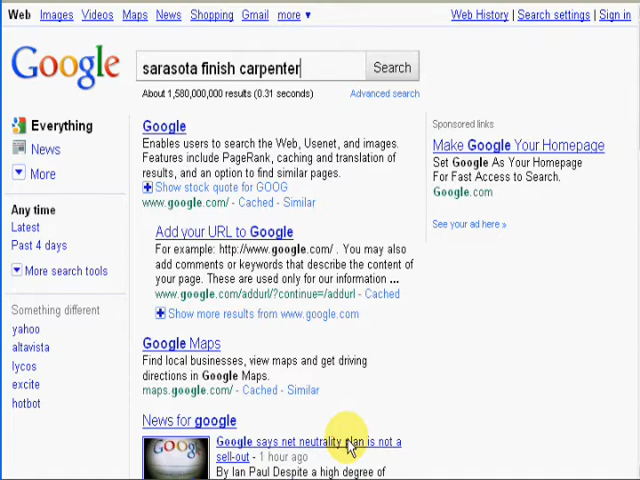 Web Images Videos Maps News Shopping Gmail more ▼ Web History | Search settings | Sign in
Google
sarasota finish carpenter
Search
About 1,580,000,000 results (0.31 seconds) Advanced search
Everything
News
More
Any time
Latest
Past 4 days
More search tools
Something different
yahoo
altavista
lycos
excite
hotbot
Google
Enables users to search the Web, Usenet, and images.
Features include PageRank, caching and translation of
results, and an option to find similar pages.
Show stock quote for GOOG
www.google.com/ - Cached - Similar
Add your URL to Google
For example: http://www.google.com/ . You may also
add comments or keywords that describe the content of
your page. These are used only for our information ...
www.google.com/addurl/?continue=/addurl - Cached
Show more results from www.google.com
Google Maps
Find local businesses, view maps and get driving
directions in Google Maps.
maps.google.com/ - Cached - Similar
News for google
Google says net neutrality plan is not a
sell-out - 1 hour ago
By Ian Paul Despite a high degree of
Google
Sponsored links
Make Google Your Homepage
Set Google As Your Homepage
For Fast Access to Search.
Google.com
See your ad here »